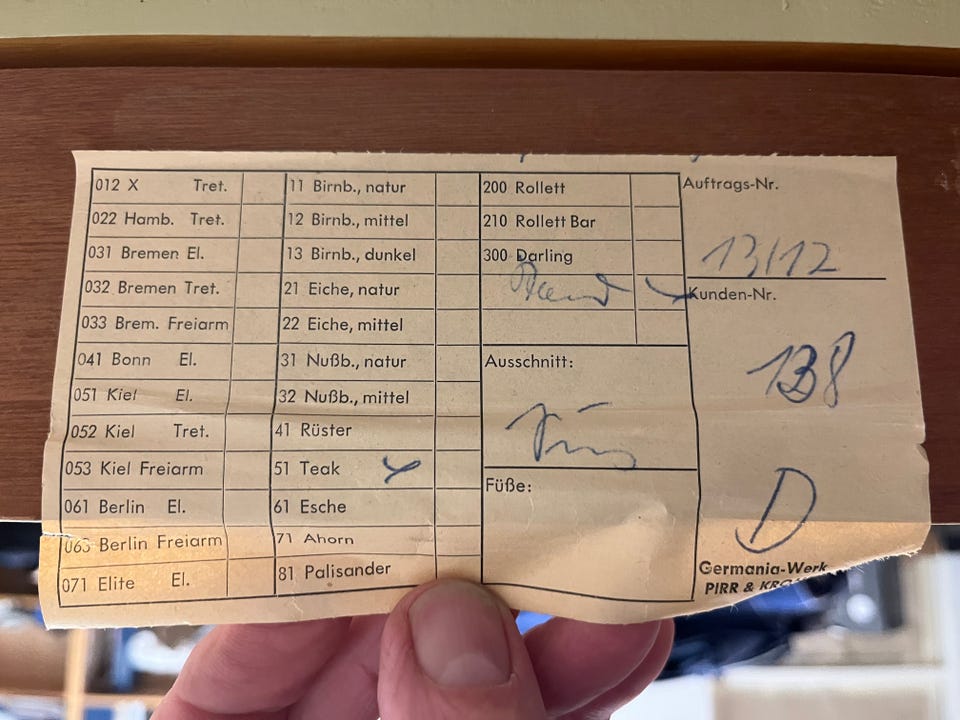 012 X Tret.
022 Hamb. Tret.
031 Bremen El.
032 Bremen Tret.
033 Brem. Freiarm
041 Bonn El.
051 Kiel El.
052 Kiel Tret.
053 Kiel Freiarm
061 Berlin El.
063 Berlin Freiarm
071 Elite El.
11 Birnb., natur
12 Birnb., mittel
13 Birnb., dunkel
21 Eiche, natur
22 Eiche, mittel
31 Nußb., natur
32 Nußb., mittel
41 Rüster
51 Teak
61 Esche
71 Ahorn
81 Palisander
200 Rollett
210 Rollett Bar
300 Darling
Ausschnitt:
Füße:
Auftrags-Nr.
13/12
Kunden-Nr.
138
D
Germania-Werk
PIRR &